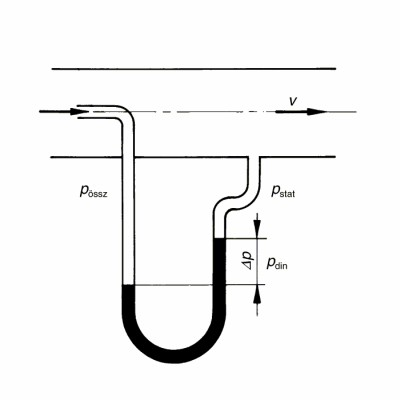 v
pössz
pstat
Δp
pdin